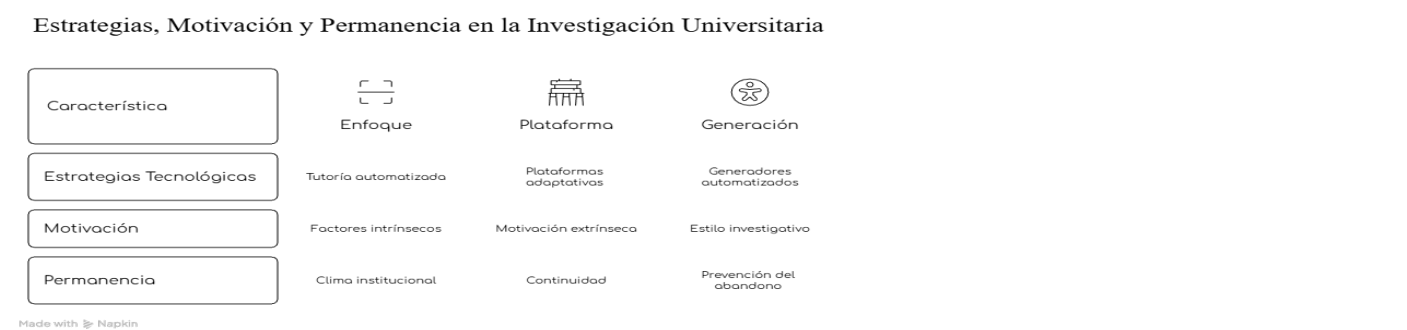 Estrategias, Motivación y Permanencia en la Investigación Universitaria
Característica
Enfoque
Plataforma
Generación
Estrategias Tecnológicas
Tutoría automatizada
Plataformas
adaptativas
Generadores
automatizados
Motivación
Factores intrínsecos
Motivación extrínseca
Estilo investigativo
Permanencia
Clima institucional
Continuidad
Prevención del
abandono
Made with Napkin